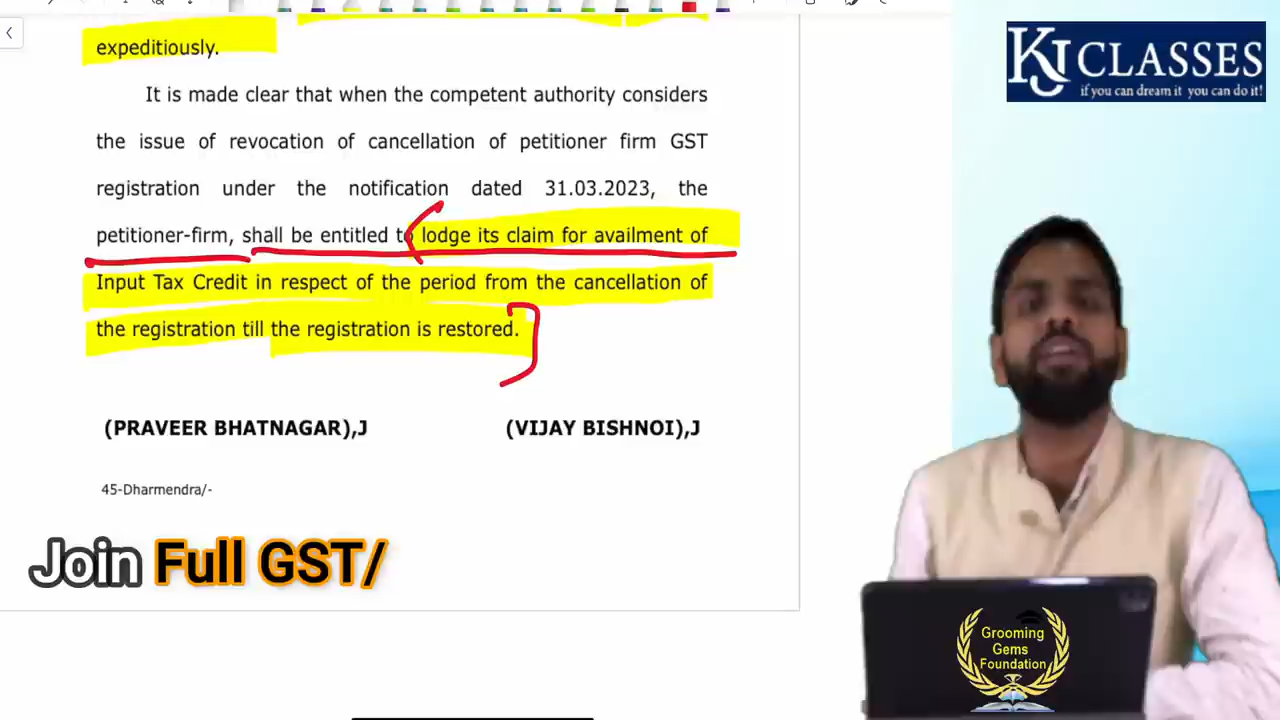 expeditiously.
It is made clear that when the competent authority considers
the issue of revocation of cancellation of petitioner firm GST
registration under the notification dated 31.03.2023, the
petitioner-firm, shall be entitled to lodge its claim for availment of
Input Tax Credit in respect of the period from the cancellation of
the registration till the registration is restored.
(PRAVEER BHATNAGAR),J (VIJAY BISHNOI),J
45-Dharmendra/-
Join Full GST/
KJ CLASSES
if you can dream it you can do it!
Grooming
Gems
Foundation